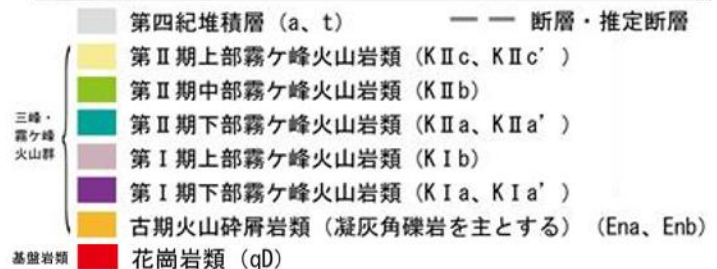 第四紀堆積層（a、t） 断層・推定断層
第Ⅱ期上部霧ケ峰火山岩類（KⅡc、KⅡc′）
第Ⅱ期中部霧ケ峰火山岩類（KⅡb）
第Ⅱ期下部霧ケ峰火山岩類（KⅡa、KⅡa′）
第Ⅰ期上部霧ケ峰火山岩類（KⅠb）
第Ⅰ期下部霧ケ峰火山岩類（KⅠa、KⅠa’）
古期火山砕屑岩類（凝灰角礫岩を主とする）（Ena、Enb）
三峰・
霧ケ峰
火山群
基盤岩類 花崗岩類（gD）